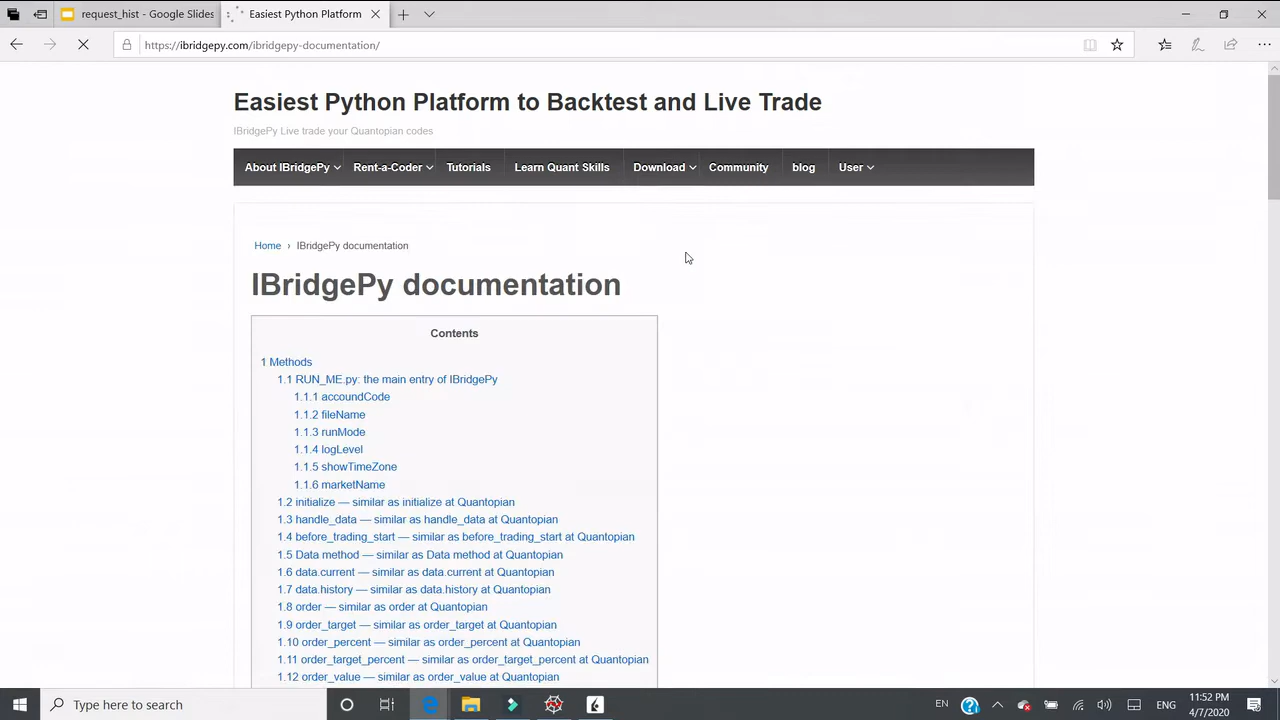 request_hist - Google Slides
Easiest Python Platform
https://ibridgepy.com/ibridgepy-documentation/
Easiest Python Platform to Backtest and Live Trade
IBridgePy Live trade your Quantopian codes
About IBridgePy Rent-a-Coder Tutorials Learn Quant Skills Download Community blog User
Home › IBridgePy documentation
IBridgePy documentation
Contents
1 Methods
1.1 RUN_ME.py: the main entry of IBridgePy
1.1.1 accoundCode
1.1.2 fileName
1.1.3 runMode
1.1.4 logLevel
1.1.5 showTimeZone
1.1.6 marketName
1.2 initialize — similar as initialize at Quantopian
1.3 handle_data — similar as handle_data at Quantopian
1.4 before_trading_start — similar as before_trading_start at Quantopian
1.5 Data method — similar as Data method at Quantopian
1.6 data.current — similar as data.current at Quantopian
1.7 data.history — similar as data.history at Quantopian
1.8 order — similar as order at Quantopian
1.9 order_target — similar as order_target at Quantopian
1.10 order_percent — similar as order_percent at Quantopian
1.11 order_target_percent — similar as order_target_percent at Quantopian
1.12 order_value — similar as order_value at Quantopian
Type here to search
EN
ENG
11:52 PM
4/7/2020